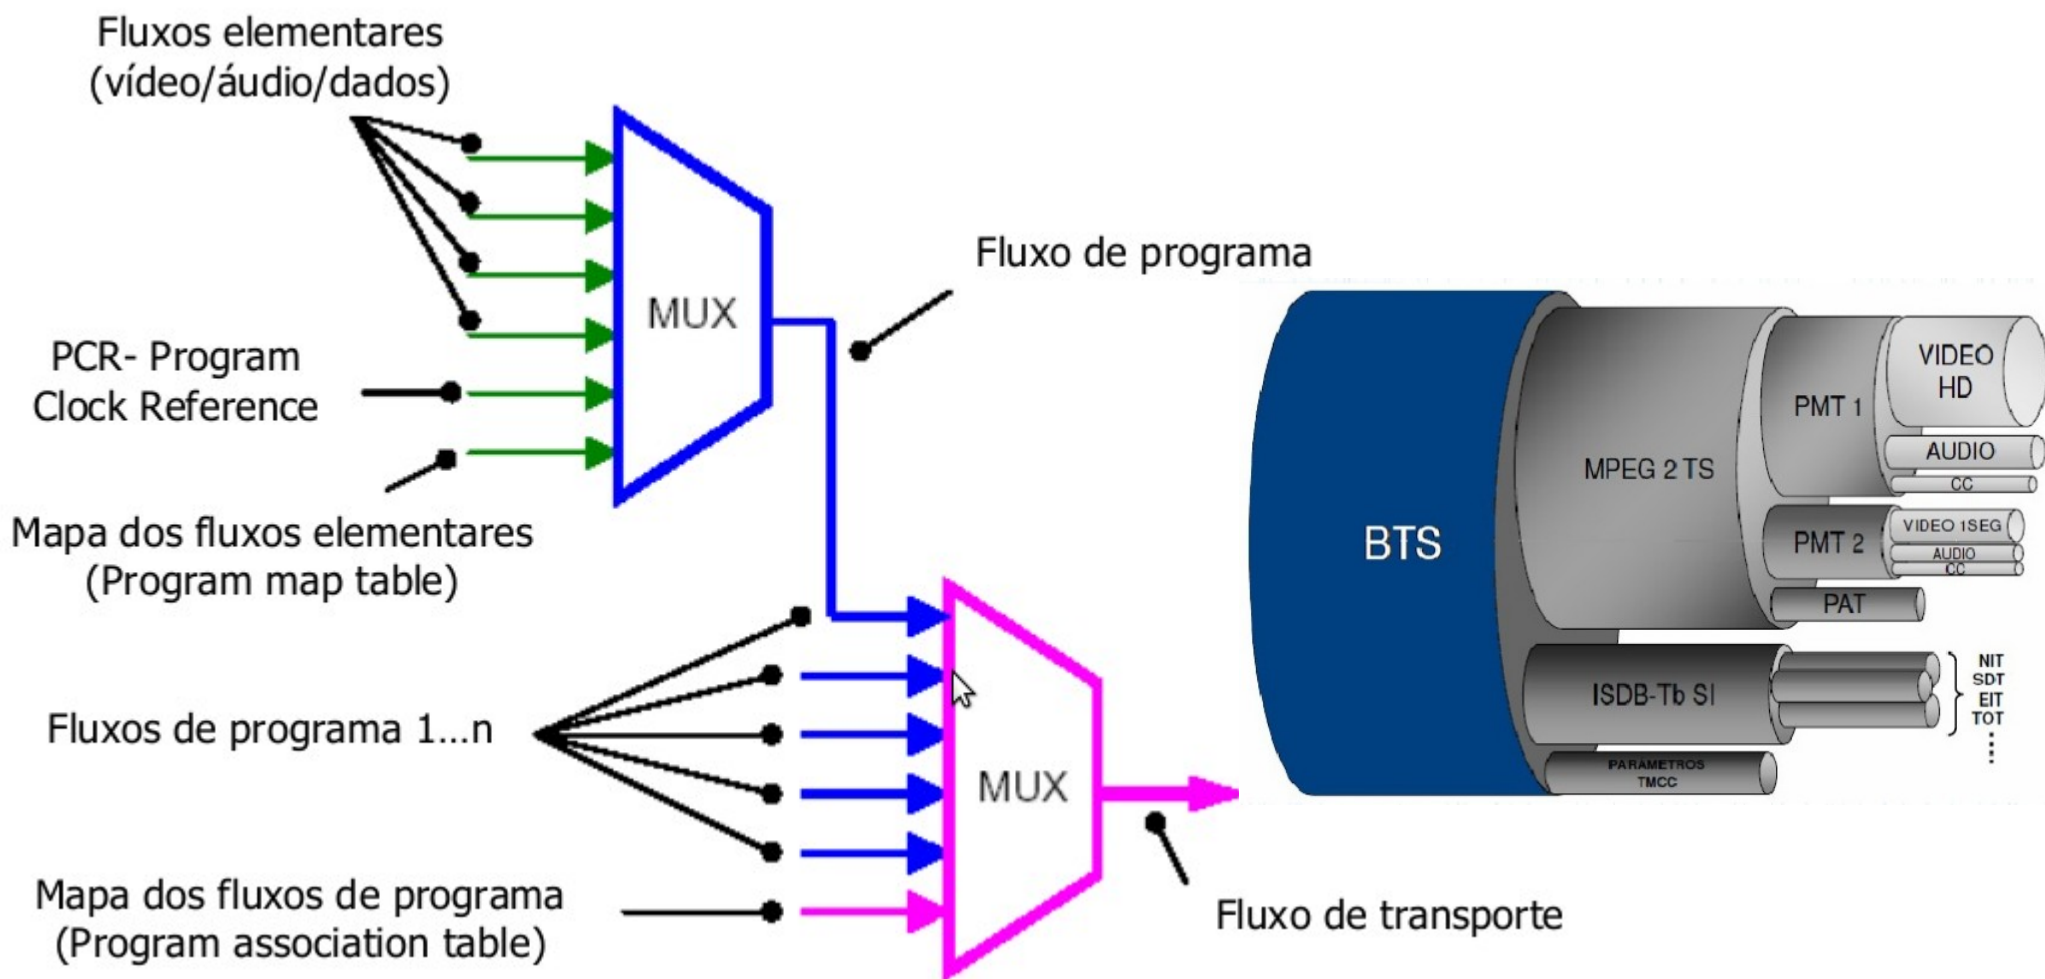 Fluxos elementares
(vídeo/áudio/dados)
MUX
Fluxo de programa
PCR- Program
Clock Reference
Mapa dos fluxos elementares
(Program map table)
Fluxos de programa 1...n
MUX
Mapa dos fluxos de programa
(Program association table)
Fluxo de transporte
BTS
MPEG 2 TS
PMT 1
VIDEO
HD
AUDIO
CC
PMT 2
VIDEO 1SEG
AUDIO
CC
PAT
ISDB-Tb SI
NIT
SDT
EIT
TOT
PARAMETROS
TMCC